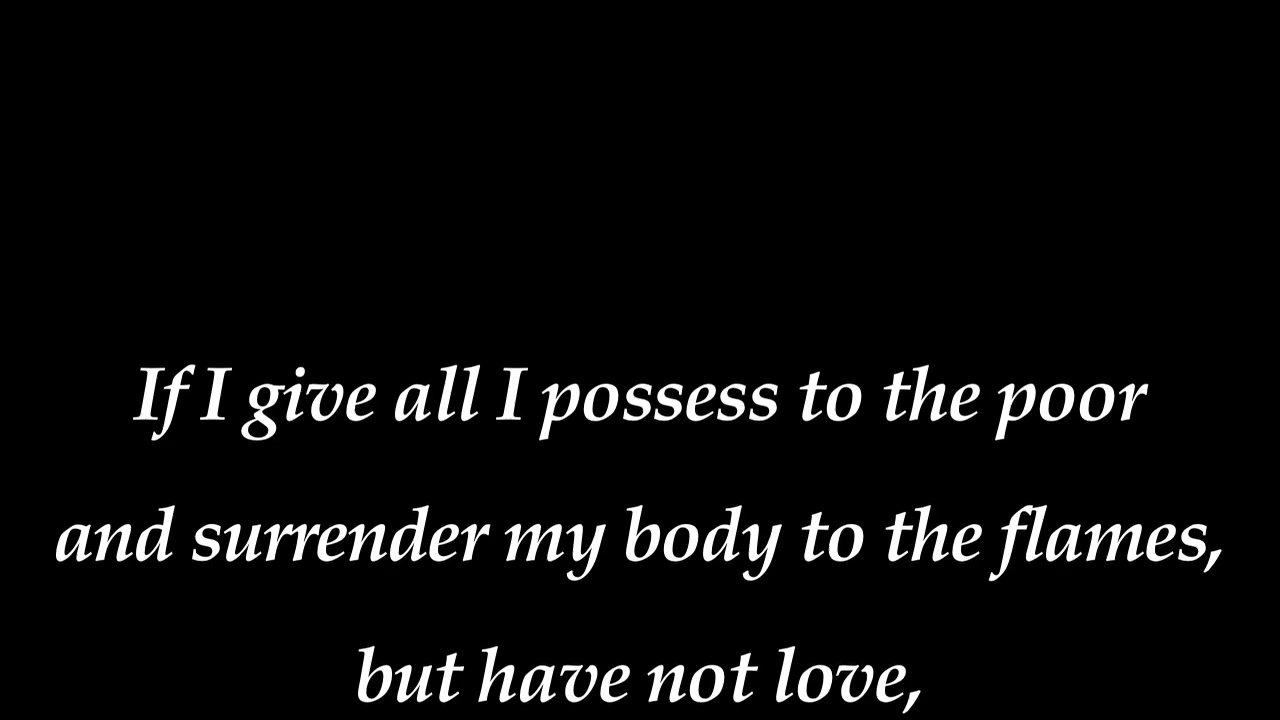 If I give all I possess to the poor
and surrender my body to the flames,
but have not love,